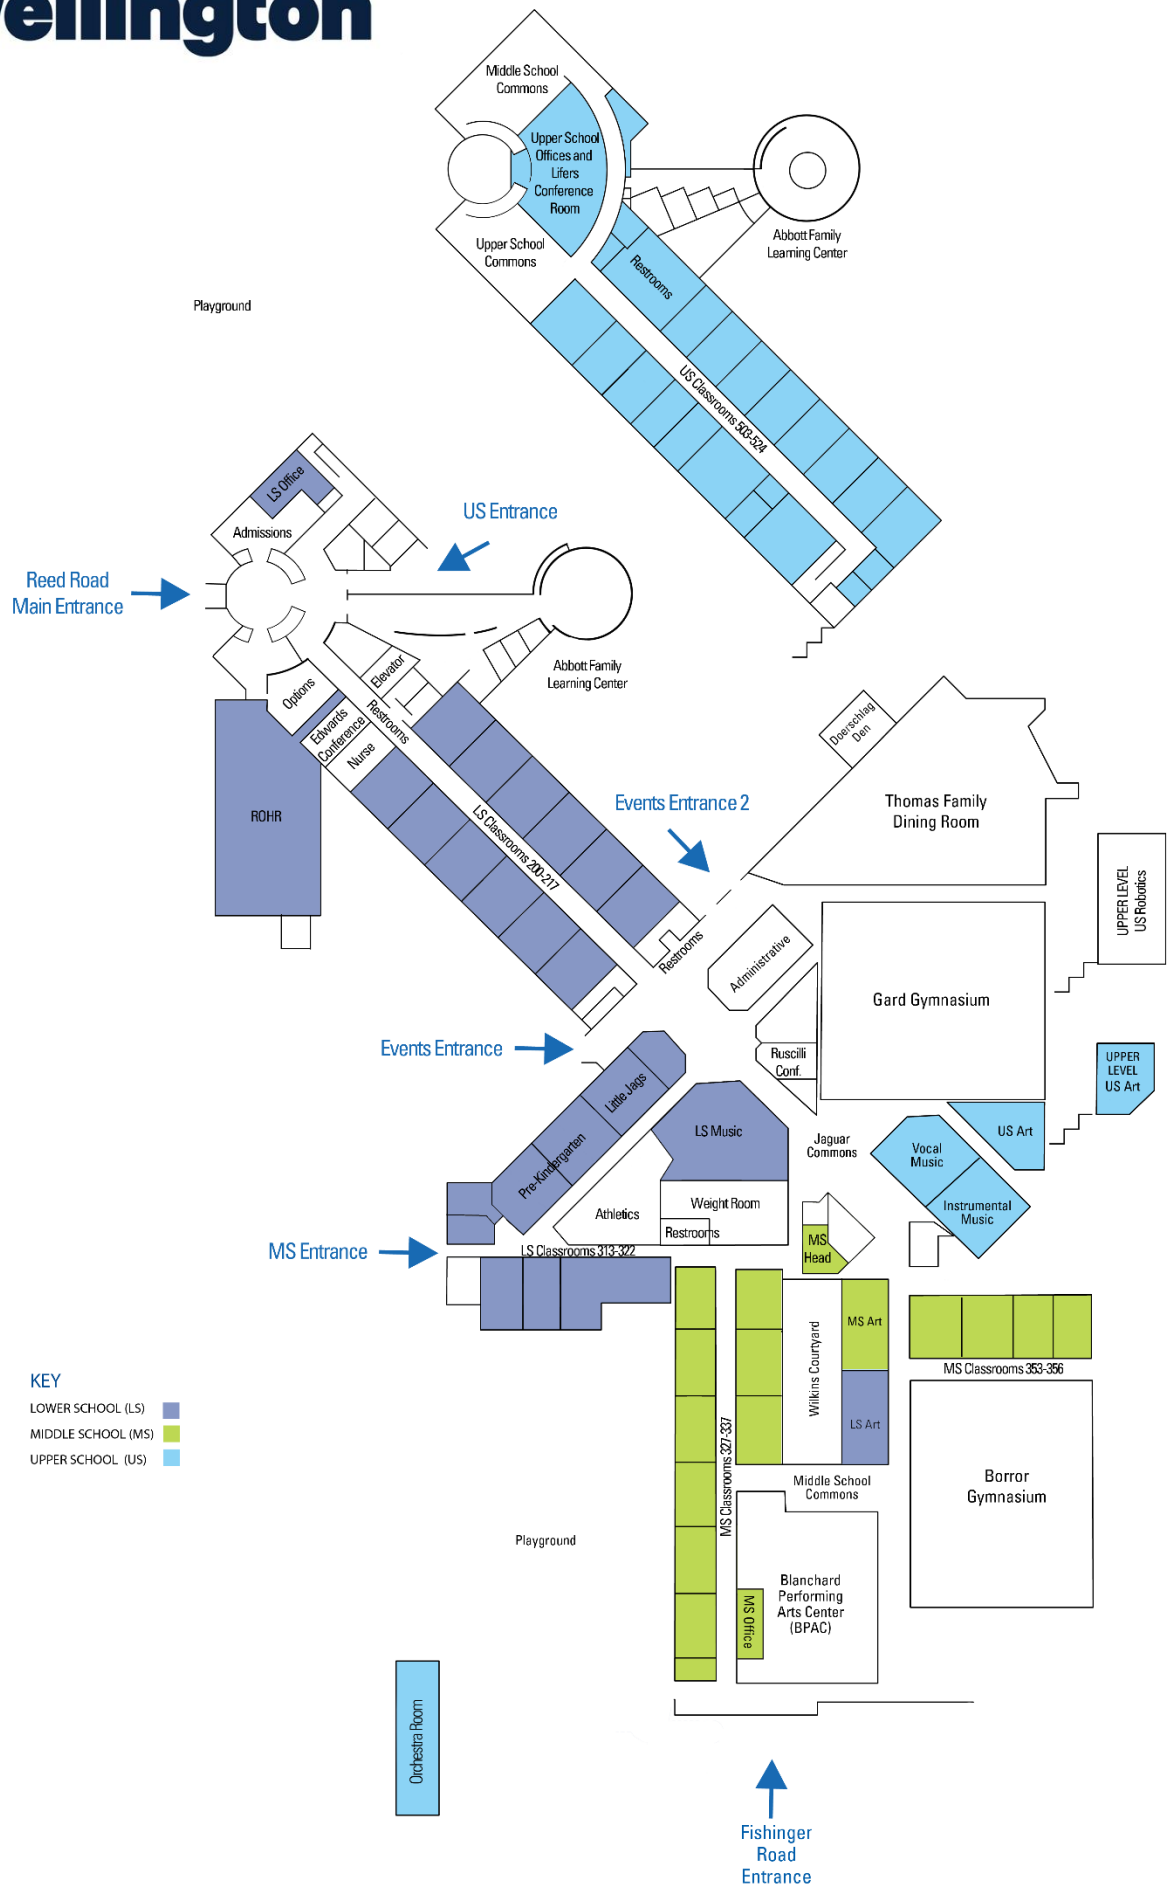 Wellington
Middle School
Commons
Upper School
Offices and
Lifers
Conference
Room
Upper School
Commons
Abbott Family
Learning Center
Restrooms
Playground
US Classrooms 503-524
LS Office
Admissions
US Entrance
Reed Road
Main Entrance
Abbott Family
Learning Center
Elevator
Options
Restrooms
Edwards
Conference
Nurse
Doerschlag
Den
ROHR
LS Classrooms 200-217
Events Entrance 2
Thomas Family
Dining Room
UPPER LEVEL
US Robotics
Restrooms
Administrative
Gard Gymnasium
Events Entrance
Ruscilli
Conf.
UPPER
LEVEL
US Art
Little Jags
LS Music
US Art
Jaguar
Commons
Vocal
Music
Pre-Kindergarten
Athletics
Weight Room
Instrumental
Music
Restrooms
MS
Head
MS Entrance
LS Classrooms 313-322
Wilkins Courtyard
MS Art
MS Classrooms 353-356
KEY
LOWER SCHOOL (LS)
MIDDLE SCHOOL (MS)
UPPER SCHOOL (US)
LS Art
MS Classrooms 327-337
Middle School
Commons
Borror
Gymnasium
Playground
Blanchard
Performing
Arts Center
(BPAC)
MS Office
Orchestra Room
Fishinger
Road
Entrance